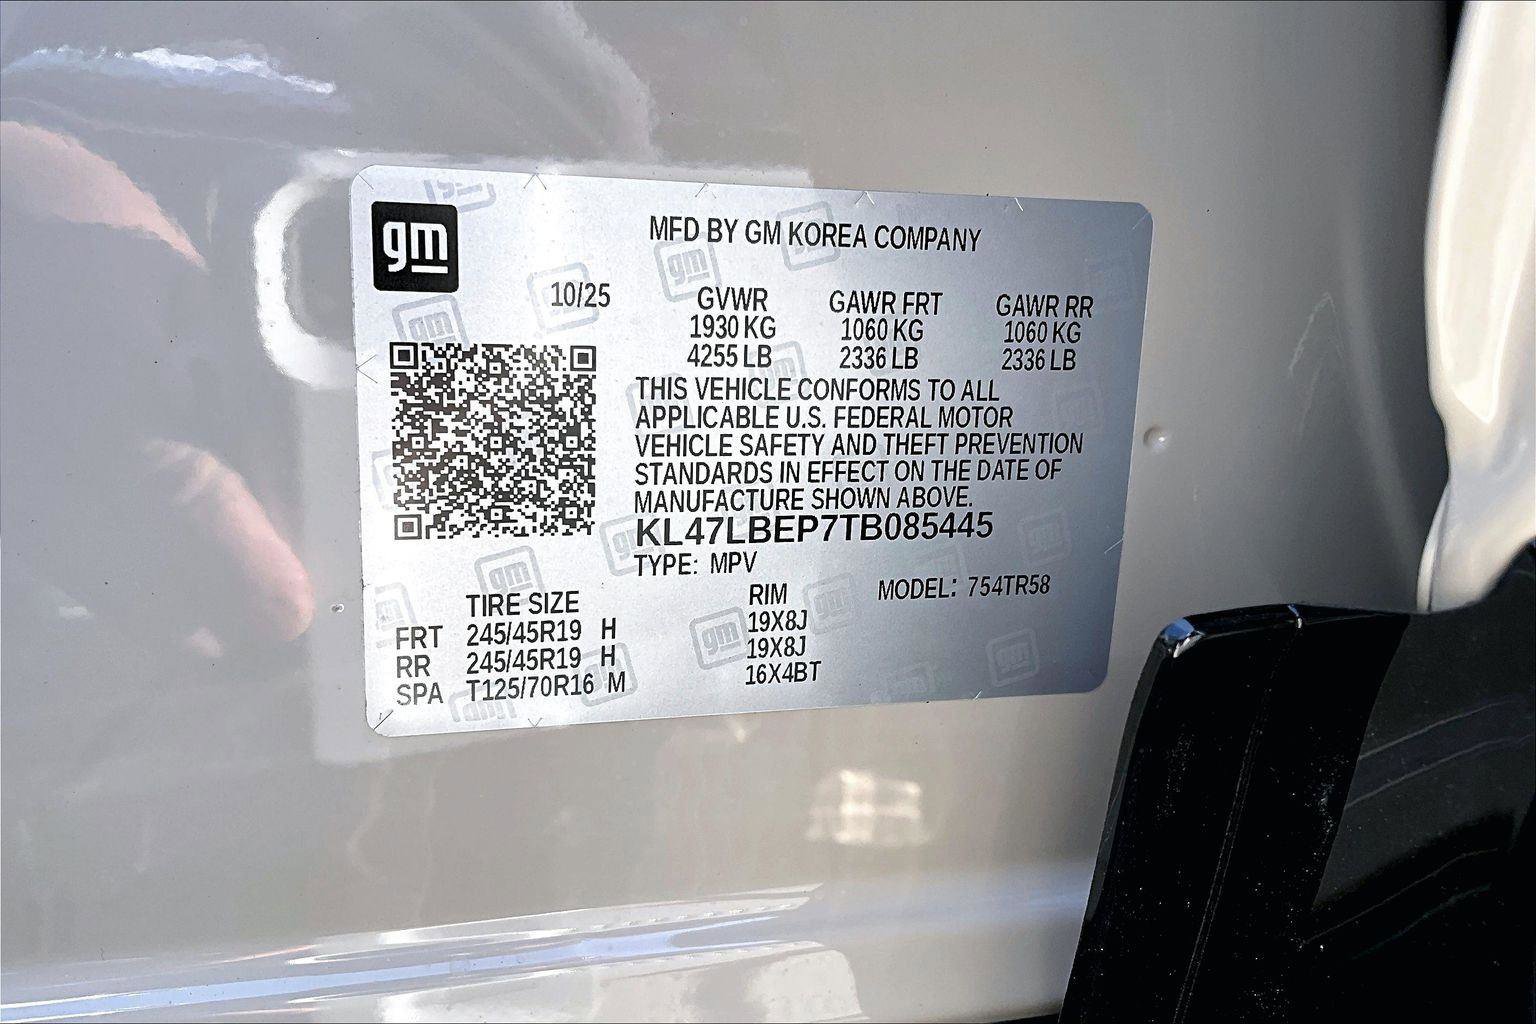 gm
MFD BY GM KOREA COMPANY
10/25 GVWR GAWR FRT GAWR RR
1930 KG 1060 KG 1060 KG
4255 LB 2336 LB 2336 LB
THIS VEHICLE CONFORMS TO ALL
APPLICABLE U.S. FEDERAL MOTOR
VEHICLE SAFETY AND THEFT PREVENTION
STANDARDS IN EFFECT ON THE DATE OF
MANUFACTURE SHOWN ABOVE.
KL47LBEP7TB085445
TYPE: MPV
TIRE SIZE RIM MODEL: 754TR58
FRT 245/45R19 H 19X8J
RR 245/45R19 H 19X8J
SPA T125/70R16 M 16X4BT